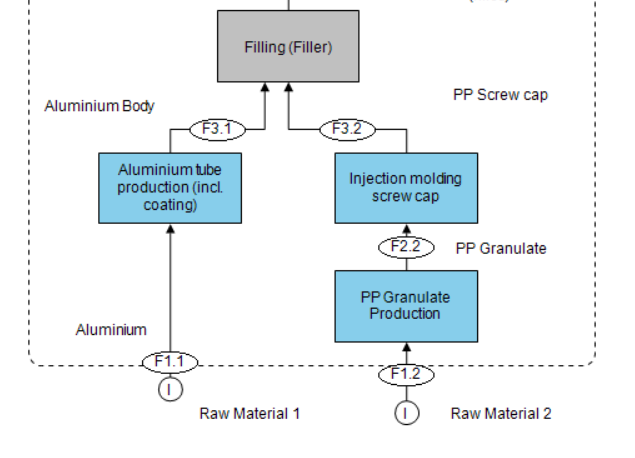 Filling (Filler)
Aluminium Body
PP Screw cap
F3.1
F3.2
Aluminium tube
production (incl.
coating)
Injection molding
screw cap
F2.2
PP Granulate
PP Granulate
Production
Aluminium
F1.1
F1.2
I
I
Raw Material 1
Raw Material 2